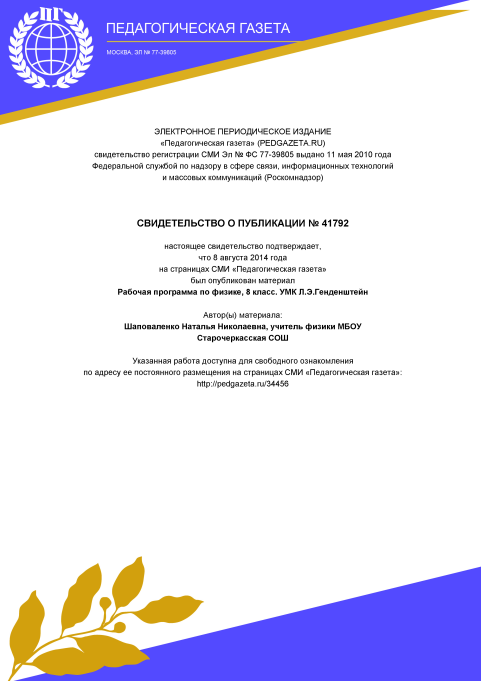 ПГ
ПЕДАГОГИЧЕСКАЯ ГАЗЕТА
МОСКВА, ЭЛ № 77-39805
ЭЛЕКТРОННОЕ ПЕРИОДИЧЕСКОЕ ИЗДАНИЕ
«Педагогическая газета» (PEDGAZETA.RU)
свидетельство регистрации СМИ Эл № ФС 77-39805 выдано 11 мая 2010 года
Федеральной службой по надзору в сфере связи, информационных технологий
и массовых коммуникаций (Роскомнадзор)
СВИДЕТЕЛЬСТВО О ПУБЛИКАЦИИ № 41792
настоящее свидетельство подтверждает,
что 8 августа 2014 года
на страницах СМИ «Педагогическая газета»
был опубликован материал
Рабочая программа по физике, 8 класс. УМК Л.Э.Генденштейн
Автор(ы) материала:
Шаповаленко Наталья Николаевна, учитель физики МБОУ
Старочеркасская СОШ
Указанная работа доступна для свободного ознакомления
по адресу ее постоянного размещения на страницах СМИ «Педагогическая газета»:
http://pedgazeta.ru/34456